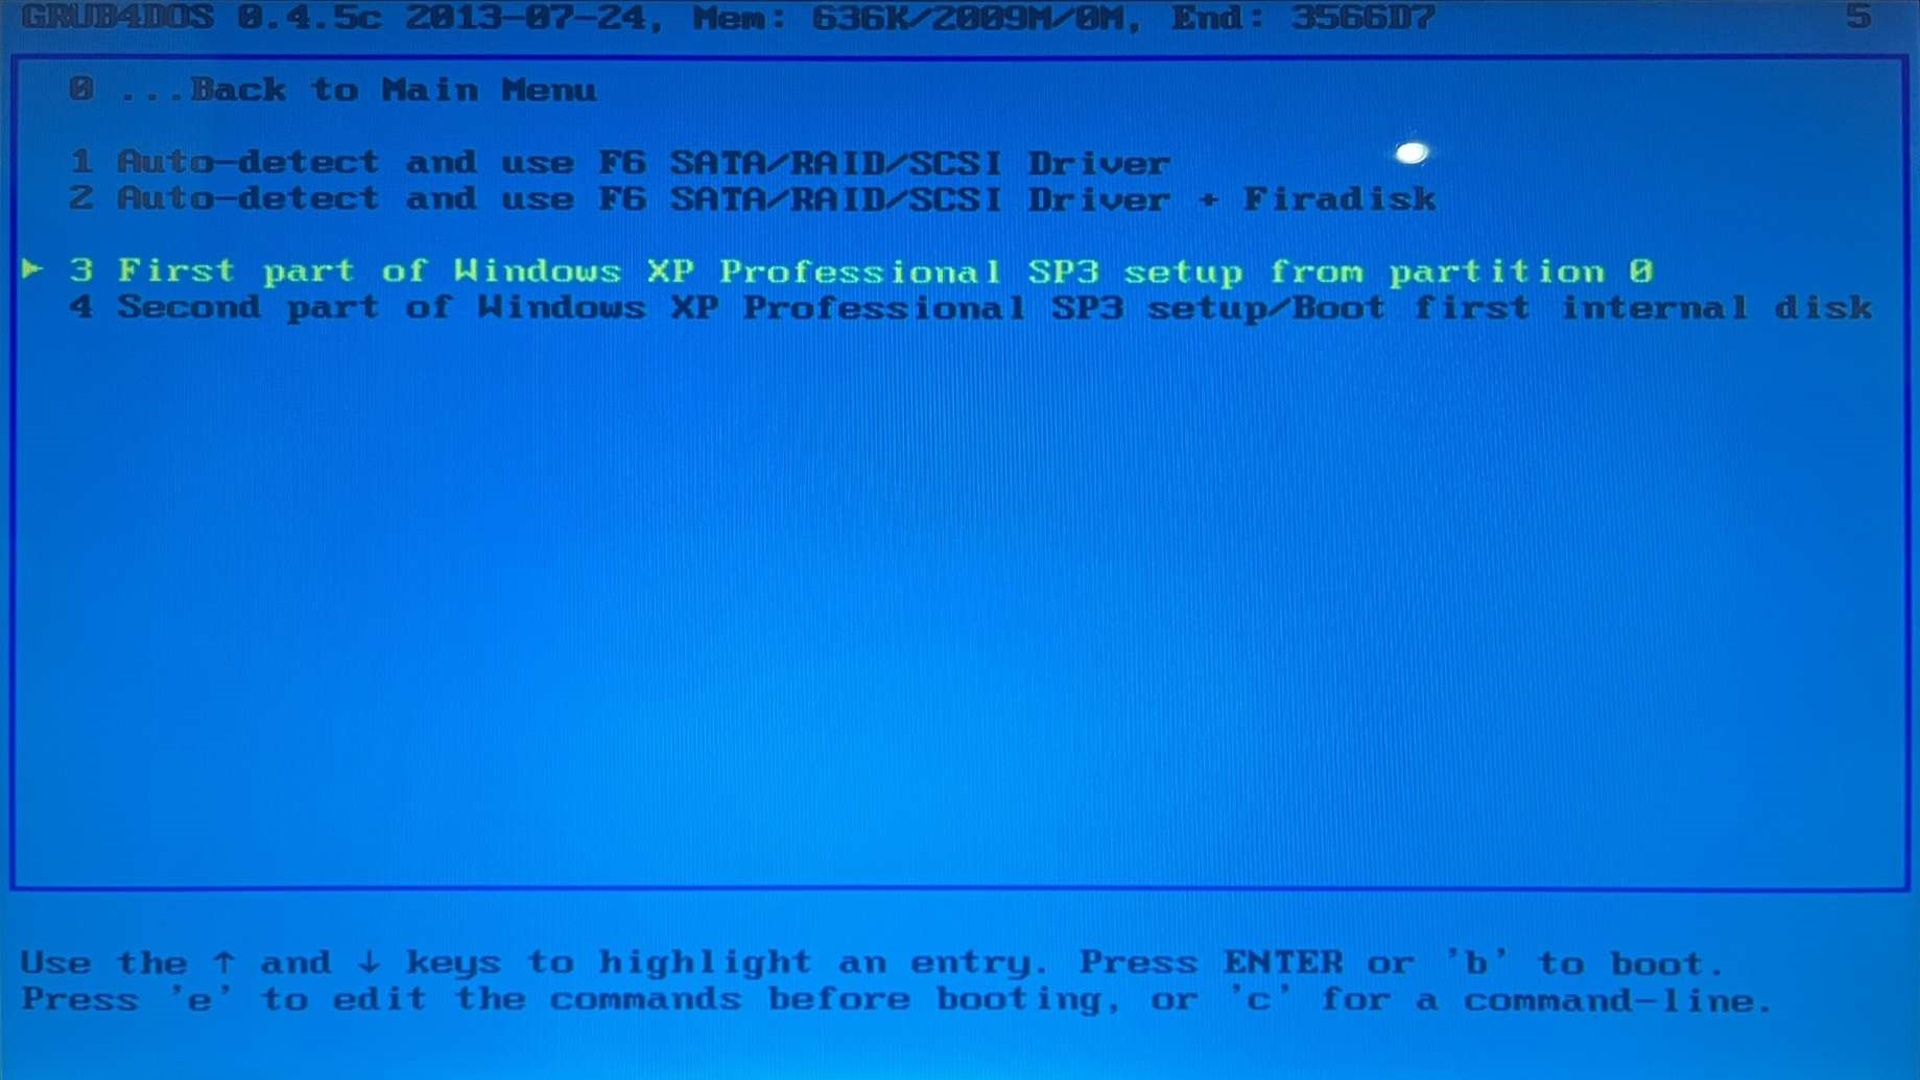 GRUB4DOS 0.4.5c 2013-07-24, Mem: 636K/2009M/0M, End: 3566D7 5
0 ...Back to Main Menu
1 Auto-detect and use F6 SATA/RAID/SCSI Driver
2 Auto-detect and use F6 SATA/RAID/SCSI Driver + Firadisk
3 First part of Windows XP Professional SP3 setup from partition 0
4 Second part of Windows XP Professional SP3 setup/Boot first internal disk
Use the ↑ and ↓ keys to highlight an entry. Press ENTER or 'b' to boot.
Press 'e' to edit the commands before booting, or 'c' for a command-line.